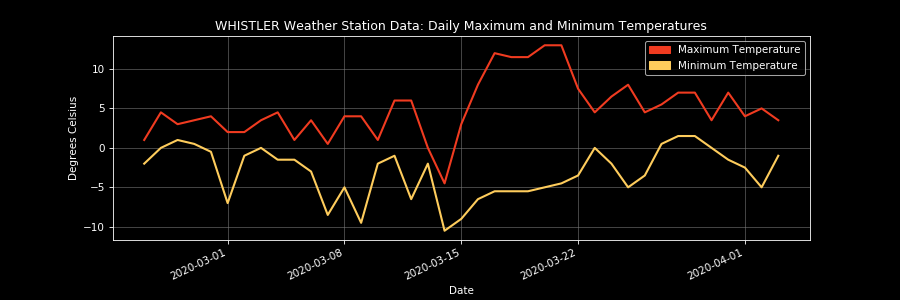 WHISTLER Weather Station Data: Daily Maximum and Minimum Temperatures
Maximum Temperature
Minimum Temperature
Degrees Celsius
10
5
0
−5
−10
2020-03-01
2020-03-08
2020-03-15
2020-03-22
2020-04-01
Date